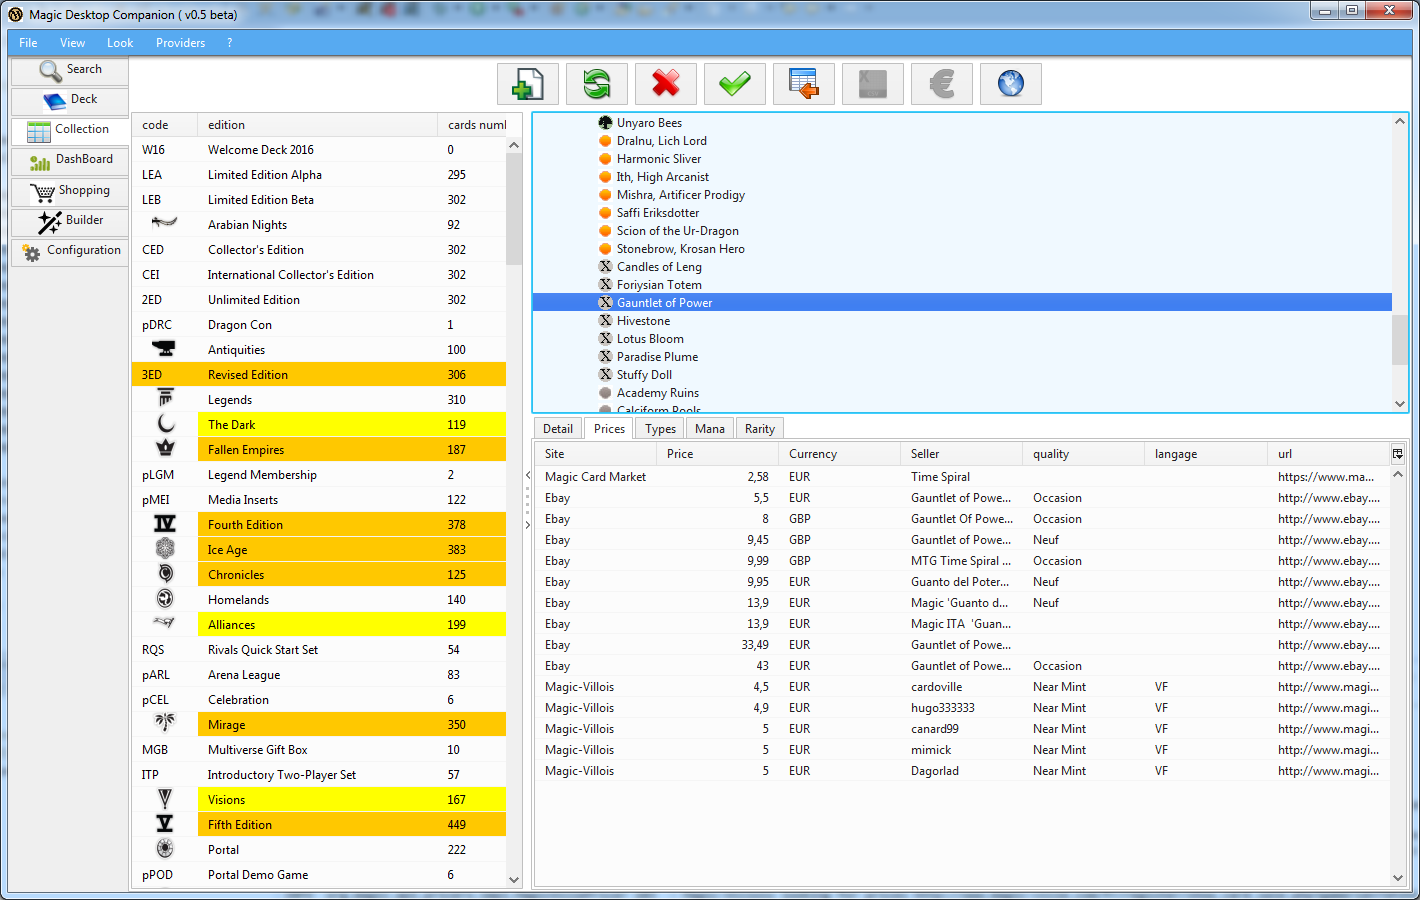 Magic Desktop Companion ( v0.5 beta)
File View Look Providers ?
Search
Deck
Collection
DashBoard
Shopping
Builder
Configuration
code edition cards numl
W16 Welcome Deck 2016 0
LEA Limited Edition Alpha 295
LEB Limited Edition Beta 302
Arabian Nights 92
CED Collector's Edition 302
CEI International Collector's Edition 302
2ED Unlimited Edition 302
pDRC Dragon Con 1
Antiquities 100
3ED Revised Edition 306
Legends 310
The Dark 119
Fallen Empires 187
pLGM Legend Membership 2
pMEI Media Inserts 122
IV Fourth Edition 378
Ice Age 383
Chronicles 125
Homelands 140
Alliances 199
RQS Rivals Quick Start Set 54
pARL Arena League 83
pCEL Celebration 6
Mirage 350
MGB Multiverse Gift Box 10
ITP Introductory Two-Player Set 57
Visions 167
V Fifth Edition 449
Portal 222
pPOD Portal Demo Game 6
Unyaro Bees
Dralnu, Lich Lord
Harmonic Sliver
Ith, High Arcanist
Mishra, Artificer Prodigy
Saffi Eriksdotter
Scion of the Ur-Dragon
Stonebrow, Krosan Hero
X Candles of Leng
X Foriysian Totem
X Gauntlet of Power
X Hivestone
X Lotus Bloom
X Paradise Plume
X Stuffy Doll
Academy Ruins
Calciform Pools
Detail Prices Types Mana Rarity
Site Price Currency Seller quality langage url
Magic Card Market 2,58 EUR Time Spiral https://www.ma...
Ebay 5,5 EUR Gauntlet of Powe... Occasion http://www.ebay....
Ebay 8 GBP Gauntlet Of Powe... Occasion http://www.ebay....
Ebay 9,45 GBP Gauntlet of Powe... Neuf http://www.ebay....
Ebay 9,99 GBP MTG Time Spiral ... Occasion http://www.ebay....
Ebay 9,95 EUR Guanto del Poter... Neuf http://www.ebay....
Ebay 13,9 EUR Magic 'Guanto d... Neuf http://www.ebay....
Ebay 13,9 EUR Magic ITA 'Guan... http://www.ebay....
Ebay 33,49 EUR Gauntlet of Powe... http://www.ebay....
Ebay 43 EUR Gauntlet of Powe... Occasion http://www.ebay....
Magic-Villois 4,5 EUR cardoville Near Mint VF http://www.magi...
Magic-Villois 4,9 EUR hugo333333 Near Mint VF http://www.magi...
Magic-Villois 5 EUR canard99 Near Mint VF http://www.magi...
Magic-Villois 5 EUR mimick Near Mint VF http://www.magi...
Magic-Villois 5 EUR Dagorlad Near Mint VF http://www.magi...